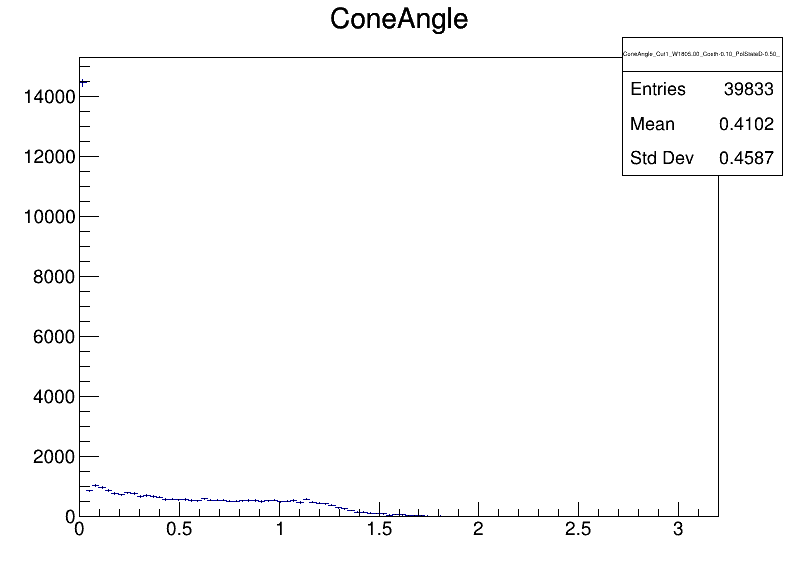 ConeAngle
ConeAngle_Cut1_W1805.00_Costh-0.10_PolStateD-0.50_
Entries 39833
Mean 0.4102
Std Dev 0.4587
14000
12000
10000
8000
6000
4000
2000
0
0 0.5 1 1.5 2 2.5 3